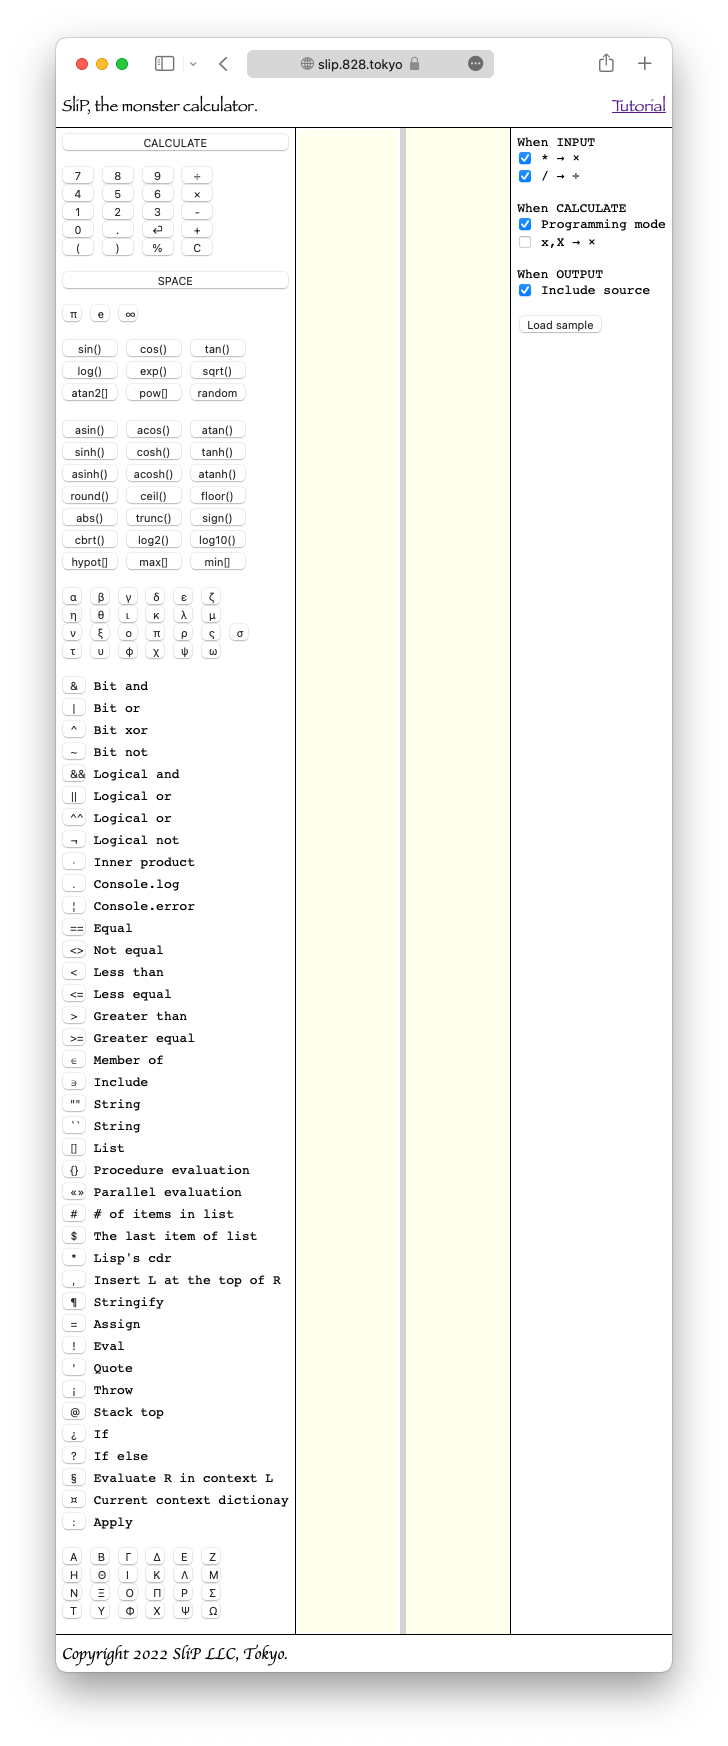 slip.828.tokyo
SliP, the monster calculator. Tutorial
CALCULATE
7 8 9 ÷
4 5 6 ×
1 2 3 -
0 . ⏎ +
( ) % C
SPACE
π e ∞
sin() cos() tan()
log() exp() sqrt()
atan2[] pow[] random
asin() acos() atan()
sinh() cosh() tanh()
asinh() acosh() atanh()
round() ceil() floor()
abs() trunc() sign()
cbrt() log2() log10()
hypot[] max[] min[]
α β γ δ ε ζ
η θ ι κ λ μ
ν ξ ο π ρ ς σ
τ υ φ χ ψ ω
& Bit and
| Bit or
^ Bit xor
~ Bit not
&& Logical and
|| Logical or
^^ Logical or
¬ Logical not
· Inner product
. Console.log
¦ Console.error
== Equal
<> Not equal
< Less than
<= Less equal
> Greater than
>= Greater equal
∈ Member of
∋ Include
"" String
`` String
[] List
{} Procedure evaluation
«» Parallel evaluation
# # of items in list
$ The last item of list
* Lisp's cdr
, Insert L at the top of R
¶ Stringify
= Assign
! Eval
' Quote
¡ Throw
@ Stack top
¿ If
? If else
§ Evaluate R in context L
¤ Current context dictionay
: Apply
Α Β Γ Δ Ε Ζ
Η Θ Ι Κ Λ Μ
Ν Ξ Ο Π Ρ Σ
Τ Υ Φ Χ Ψ Ω
When INPUT
* → ×
/ → ÷
When CALCULATE
Programming mode
x,X → ×
When OUTPUT
Include source
Load sample
Copyright 2022 SliP LLC, Tokyo.